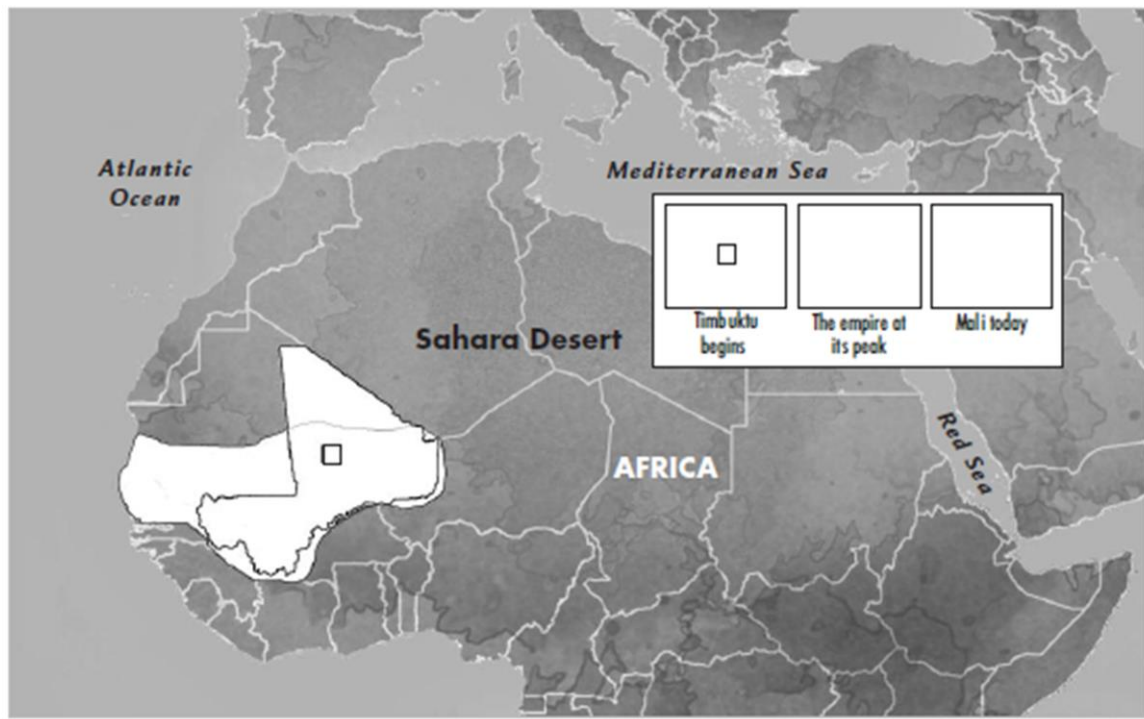 Atlantic
Ocean
Mediterranean Sea
Timbuktu
begins
The empire at
its peak
Mali today
Sahara Desert
AFRICA
Red Sea